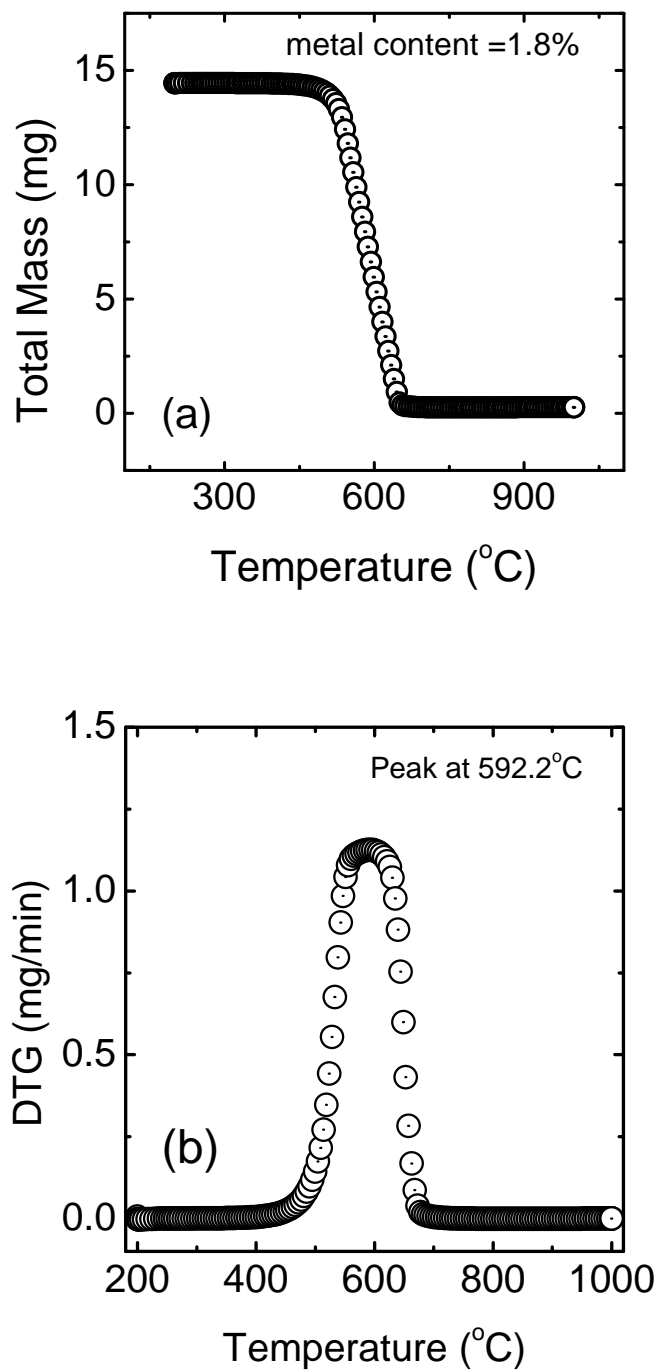 metal content =1.8%
15
10
5
0
Total Mass (mg)
(a)
300 600 900
Temperature (°C)
1.5
1.0
0.5
0.0
DTG (mg/min)
Peak at 592.2°C
(b)
200 400 600 800 1000
Temperature (°C)